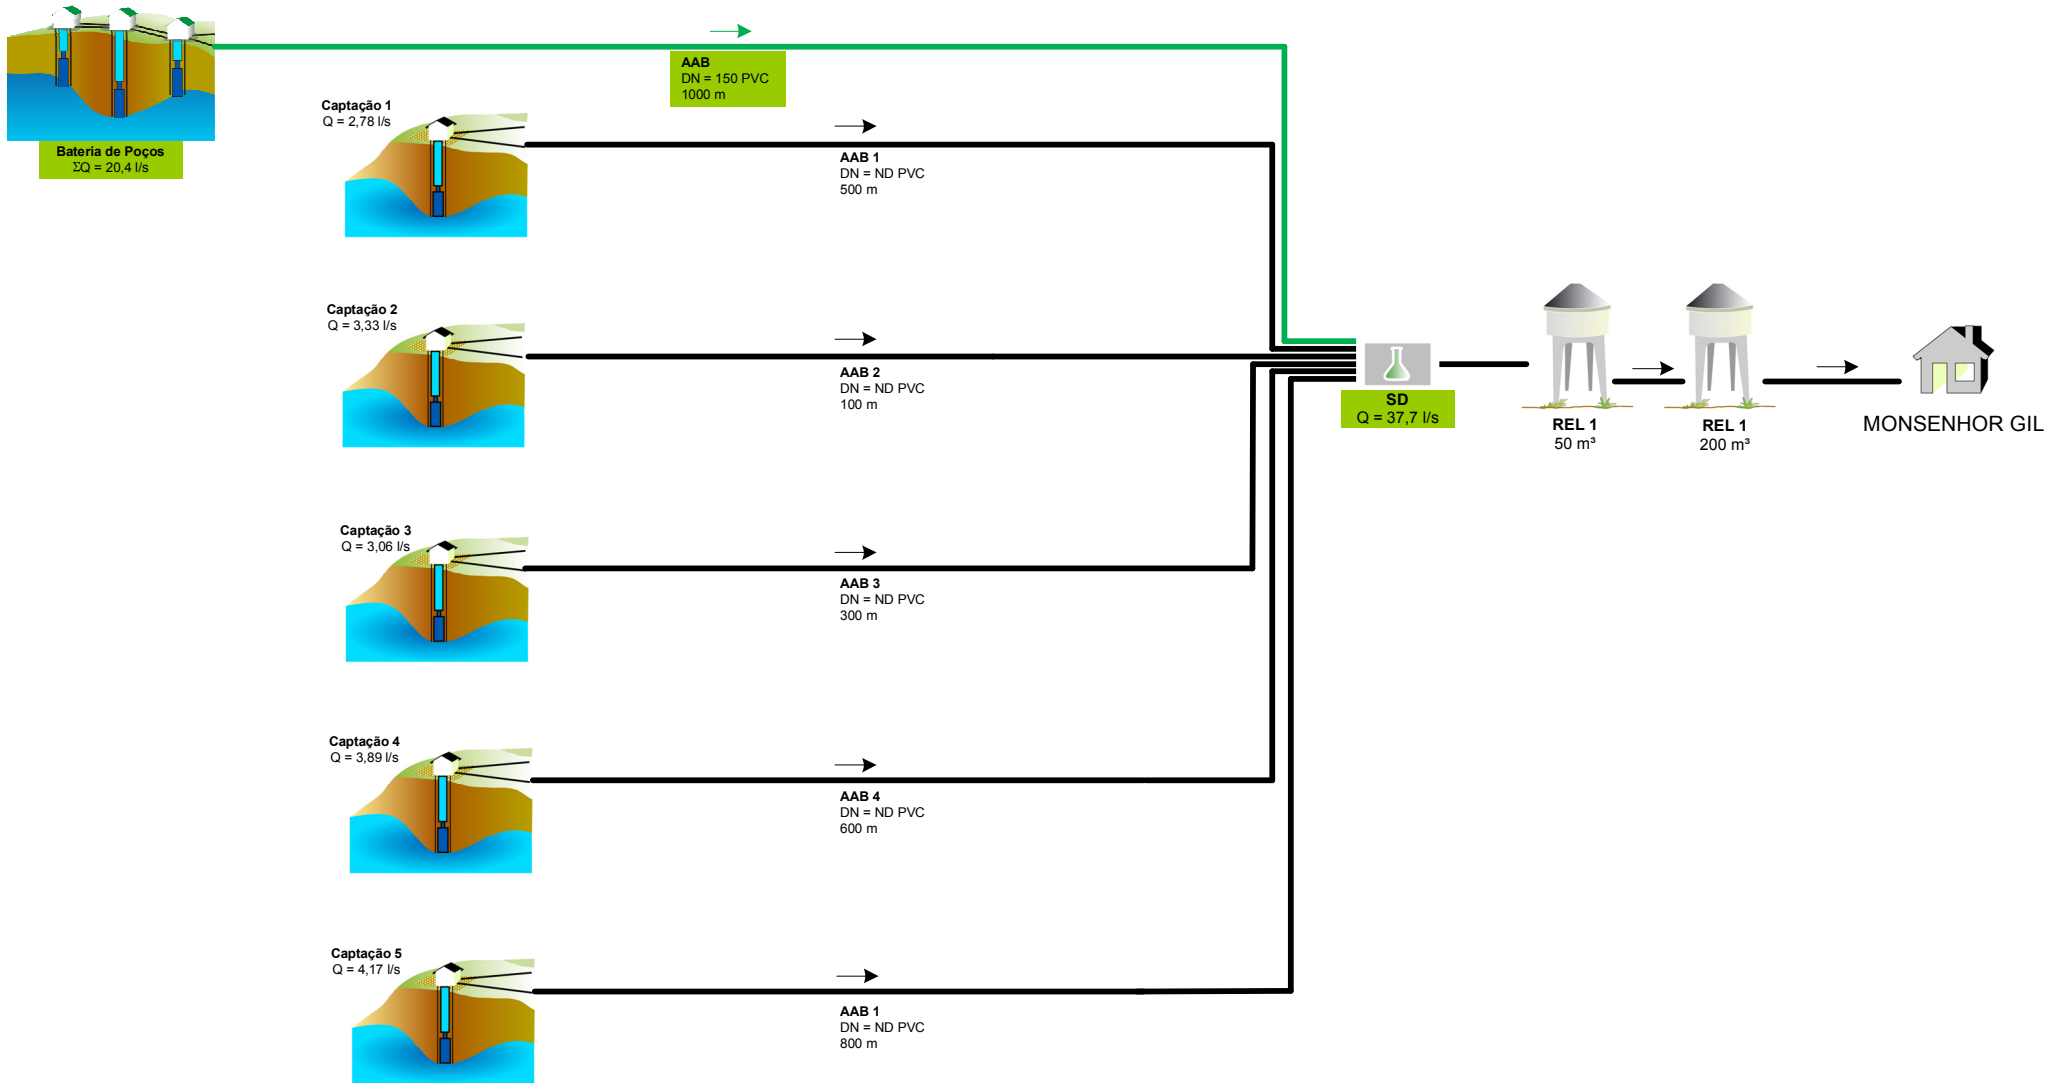 AAB
DN = 150 PVC
1000 m
Bateria de Poços
ΣQ = 20,4 l/s
Captação 1
Q = 2,78 l/s
AAB 1
DN = ND PVC
500 m
Captação 2
Q = 3,33 l/s
AAB 2
DN = ND PVC
100 m
Captação 3
Q = 3,06 l/s
AAB 3
DN = ND PVC
300 m
Captação 4
Q = 3,89 l/s
AAB 4
DN = ND PVC
600 m
Captação 5
Q = 4,17 l/s
AAB 1
DN = ND PVC
800 m
SD
Q = 37,7 l/s
REL 1
50 m³
REL 1
200 m³
MONSENHOR GIL